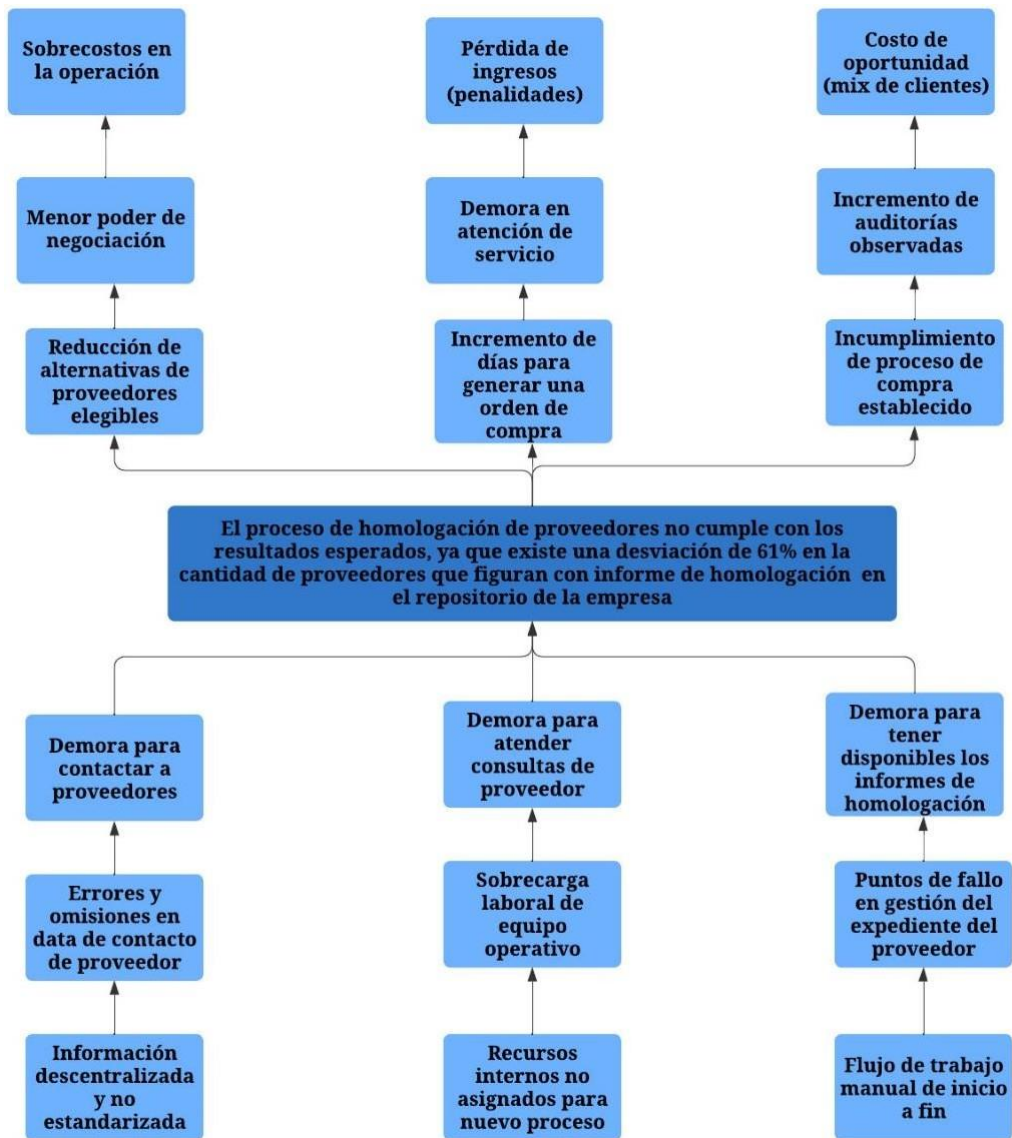 Sobrecostos en
la operación
Pérdida de
ingresos
(penalidades)
Costo de
oportunidad
(mix de clientes)
Menor poder de
negociación
Demora en
atención de
servicio
Incremento de
auditorías
observadas
Reducción de
alternativas de
proveedores
elegibles
Incremento de
días para
generar una
orden de
compra
Incumplimiento
de proceso de
compra
establecido
El proceso de homologación de proveedores no cumple con los
resultados esperados, ya que existe una desviación de 61% en la
cantidad de proveedores que figuran con informe de homologación en
el repositorio de la empresa
Demora para
contactar a
proveedores
Demora para
atender
consultas de
proveedor
Demora para
tener
disponibles los
informes de
homologación
Errores y
omisiones en
data de contacto
de proveedor
Sobrecarga
laboral de
equipo
operativo
Puntos de fallo
en gestión del
expediente del
proveedor
Información
descentralizada
y no
estandarizada
Recursos
internos no
asignados para
nuevo proceso
Flujo de trabajo
manual de inicio
a fin